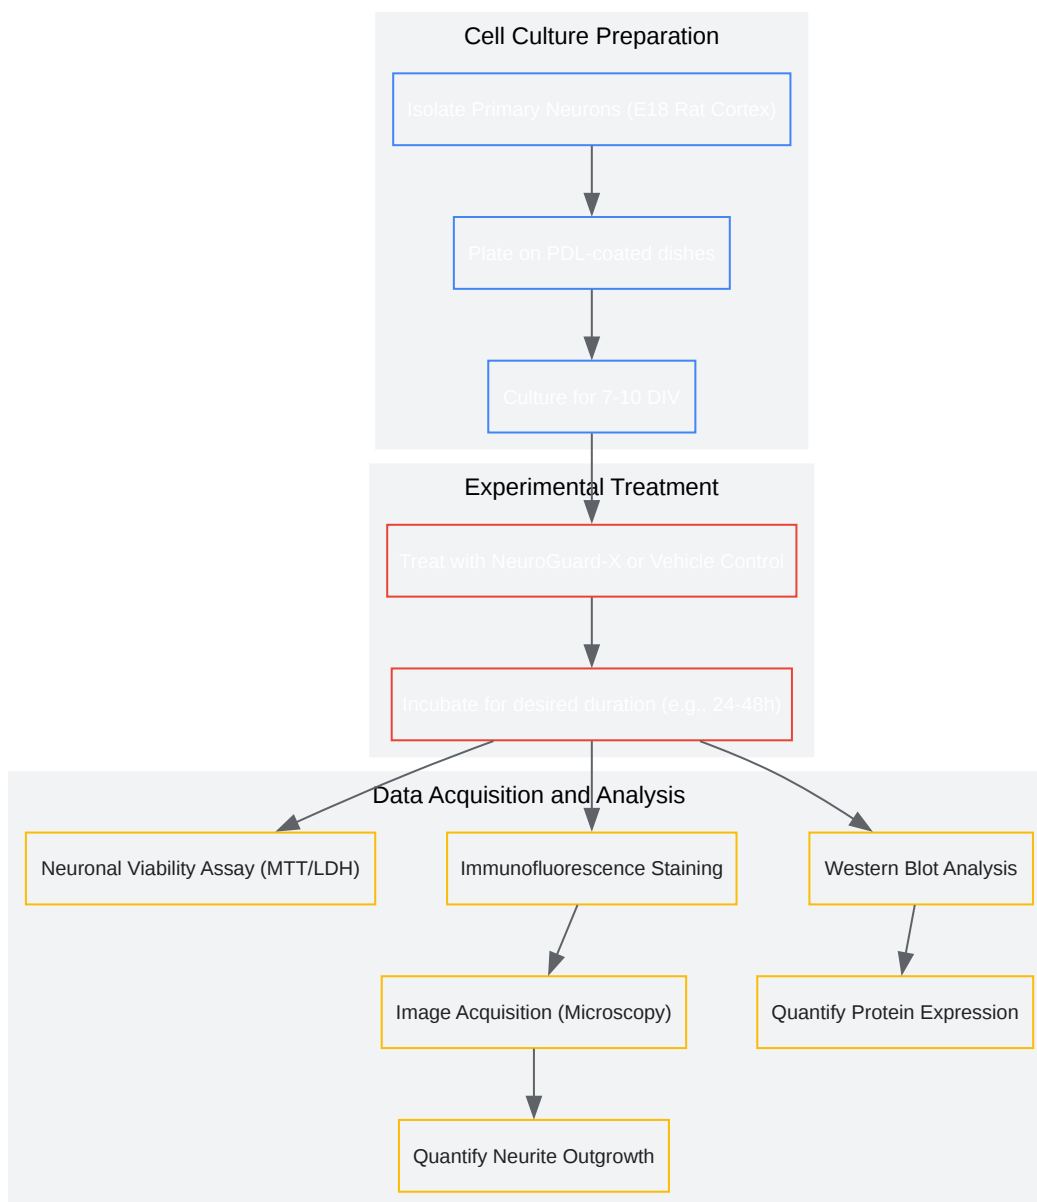 Cell Culture Preparation
Isolate Primary Neurons (E18 Rat Cortex)
Plate on PDL-coated dishes
Culture for 7-10 DIV
Experimental Treatment
Treat with NeuroGuard-X or Vehicle Control
Incubate for desired duration (e.g., 24-48h)
Data Acquisition and Analysis
Neuronal Viability Assay (MTT/LDH)
Immunofluorescence Staining
Western Blot Analysis
Image Acquisition (Microscopy)
Quantify Protein Expression
Quantify Neurite Outgrowth